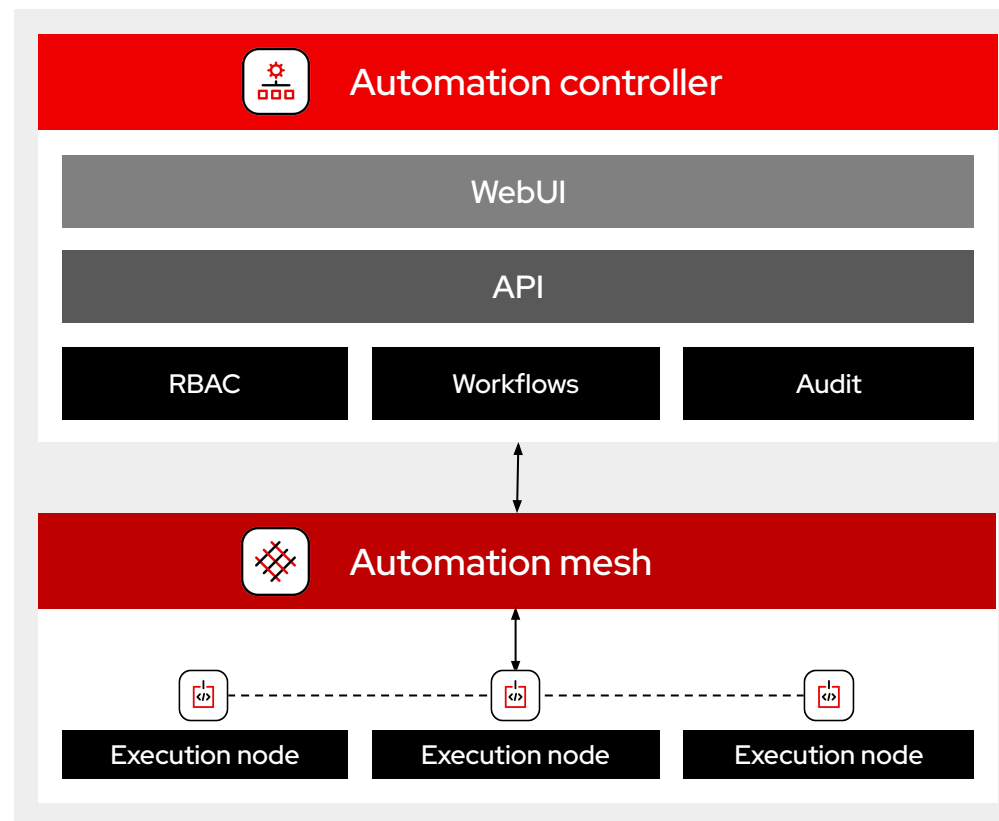 Automation controller
WebUI
API
RBAC
Workflows
Audit
Automation mesh
Execution node
Execution node
Execution node